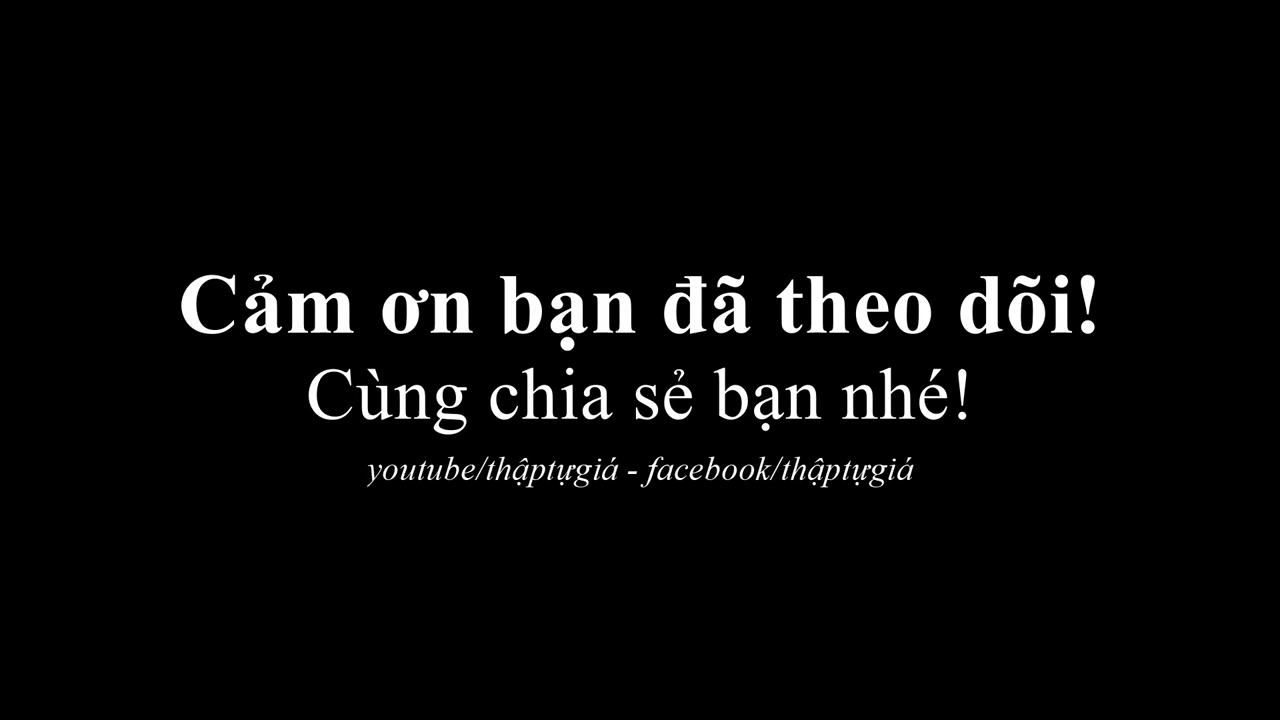 Cảm ơn bạn đã theo dõi!
Cùng chia sẻ bạn nhé!
youtube/thậptựgiá - facebook/thậptựgiá